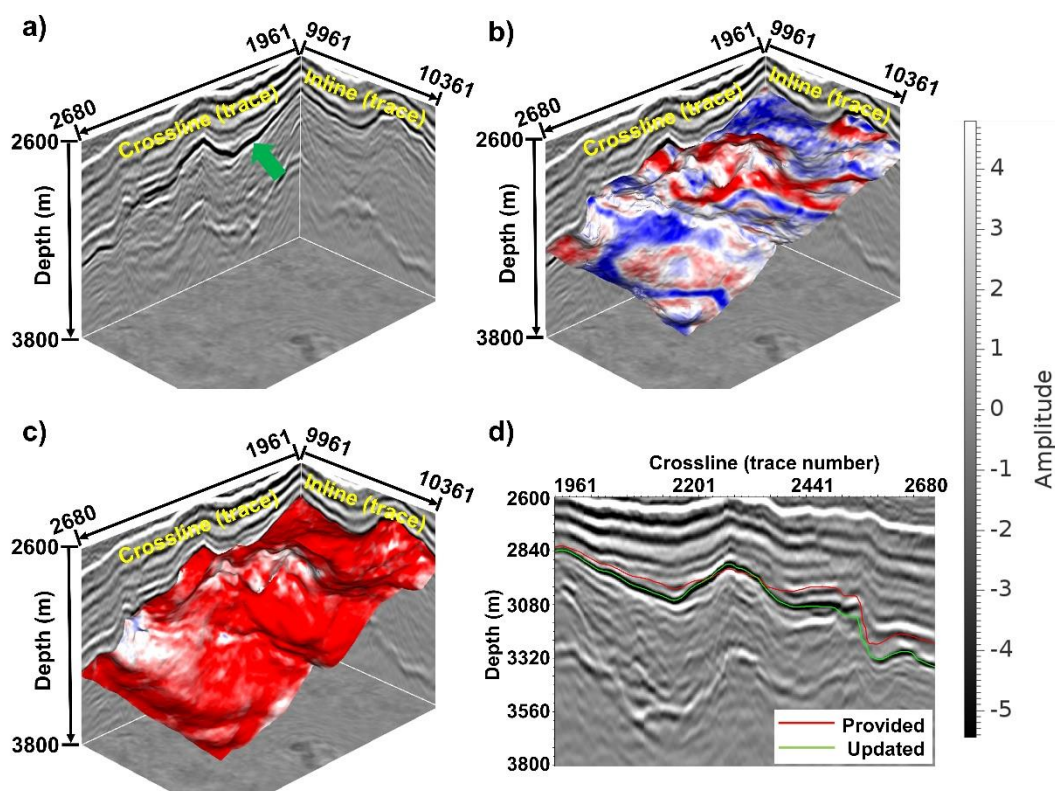 a)
1961
9961
10361
2680
2600
Crossline (trace)
Inline (trace)
Depth (m)
3800
b)
1961
9961
10361
2680
2600
Crossline (trace)
Inline (trace)
Depth (m)
3800
c)
1961
9961
10361
2680
2600
Crossline (trace)
Inline (trace)
Depth (m)
3800
d)
Crossline (trace number)
1961 2201 2441 2680
2600
2840
3080
3320
3560
3800
Depth (m)
Provided
Updated
4
3
2
1
0
-1
-2
-3
-4
-5
Amplitude